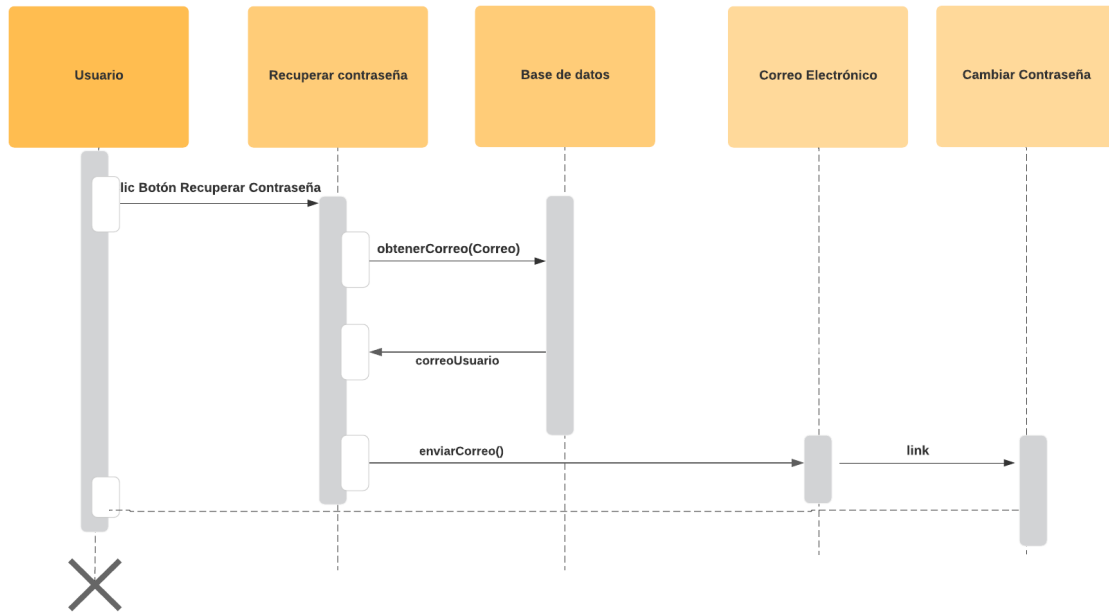 Usuario
Recuperar contraseña
Base de datos
Correo Electrónico
Cambiar Contraseña
lic Botón Recuperar Contraseña
obtenerCorreo(Correo)
correoUsuario
enviarCorreo()
link